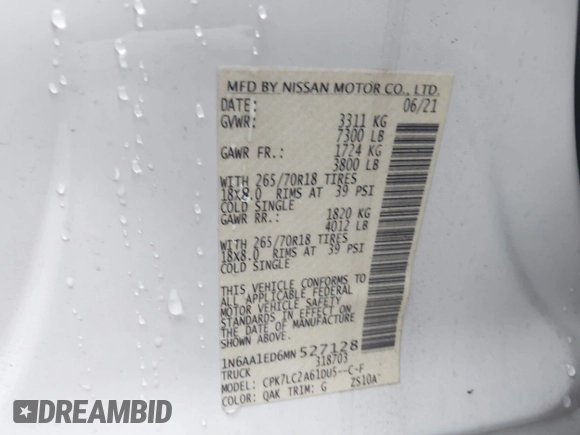 MFD BY NISSAN MOTOR CO., LTD.
DATE: 06/21
GVWR: 3311 KG
7300 LB
GAWR FR.: 1724 KG
3800 LB
WITH 265/70R18 TIRES
18x8.0 RIMS AT 39 PSI
COLD SINGLE
GAWR RR.: 1820 KG
4012 LB
WITH 265/70R18 TIRES
18x8.0 RIMS AT 39 PSI
COLD SINGLE
THIS VEHICLE CONFORMS TO
ALL APPLICABLE FEDERAL
MOTOR VEHICLE SAFETY
STANDARDS IN EFFECT ON
THE DATE OF MANUFACTURE
SHOWN ABOVE.
1N6AA1ED6MN527128
TRUCK 318703
MODEL: CPK7LC2A61DUS--C-F
COLOR: QAK TRIM: G ZS10A
DEALERS AUTO AUCTION